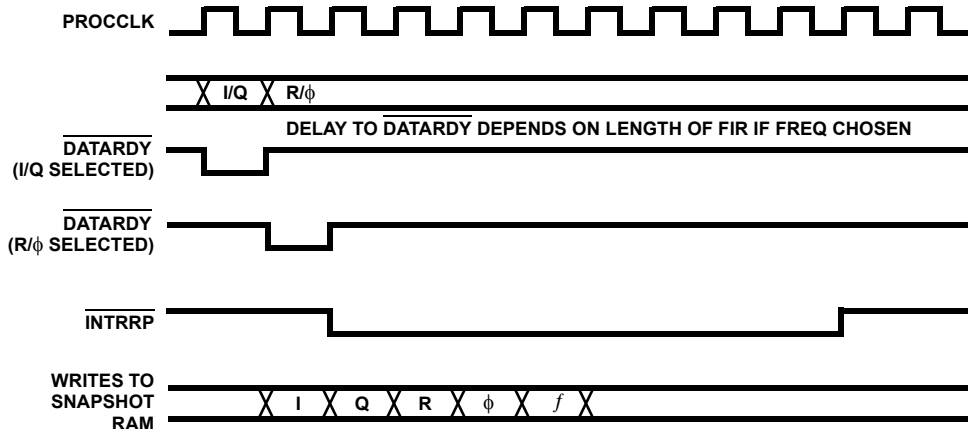 PROCCLK
I/Q R/ϕ
DELAY TO DATARDY DEPENDS ON LENGTH OF FIR IF FREQ CHOSEN
DATARDY
(I/Q SELECTED)
DATARDY
(R/ϕ SELECTED)
INTRRP
WRITES TO
SNAPSHOT
RAM
I Q R ϕ f